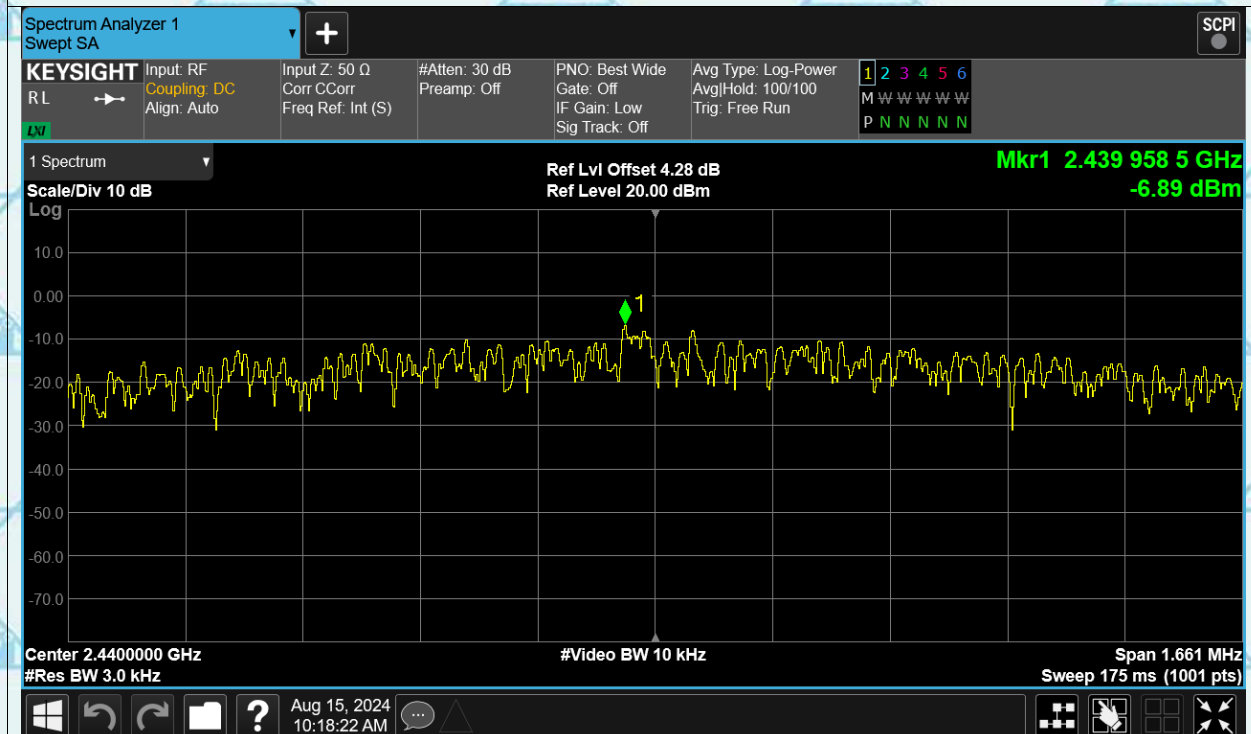 Spectrum Analyzer 1
Swept SA
+
SCPI
KEYSIGHT
RL
LXI
Input: RF
Coupling: DC
Align: Auto
Input Z: 50 Ω
Corr CCorr
Freq Ref: Int (S)
#Atten: 30 dB
Preamp: Off
PNO: Best Wide
Gate: Off
IF Gain: Low
Sig Track: Off
Avg Type: Log-Power
Avg|Hold: 100/100
Trig: Free Run
1 2 3 4 5 6
M W W W W W
P N N N N N
1 Spectrum
Scale/Div 10 dB
Log
Ref Lvl Offset 4.28 dB
Ref Level 20.00 dBm
Mkr1 2.439 958 5 GHz
-6.89 dBm
10.0
0.00
1
-10.0
-20.0
-30.0
-40.0
-50.0
-60.0
-70.0
Center 2.4400000 GHz
#Res BW 3.0 kHz
#Video BW 10 kHz
Span 1.661 MHz
Sweep 175 ms (1001 pts)
?
Aug 15, 2024
10:18:22 AM